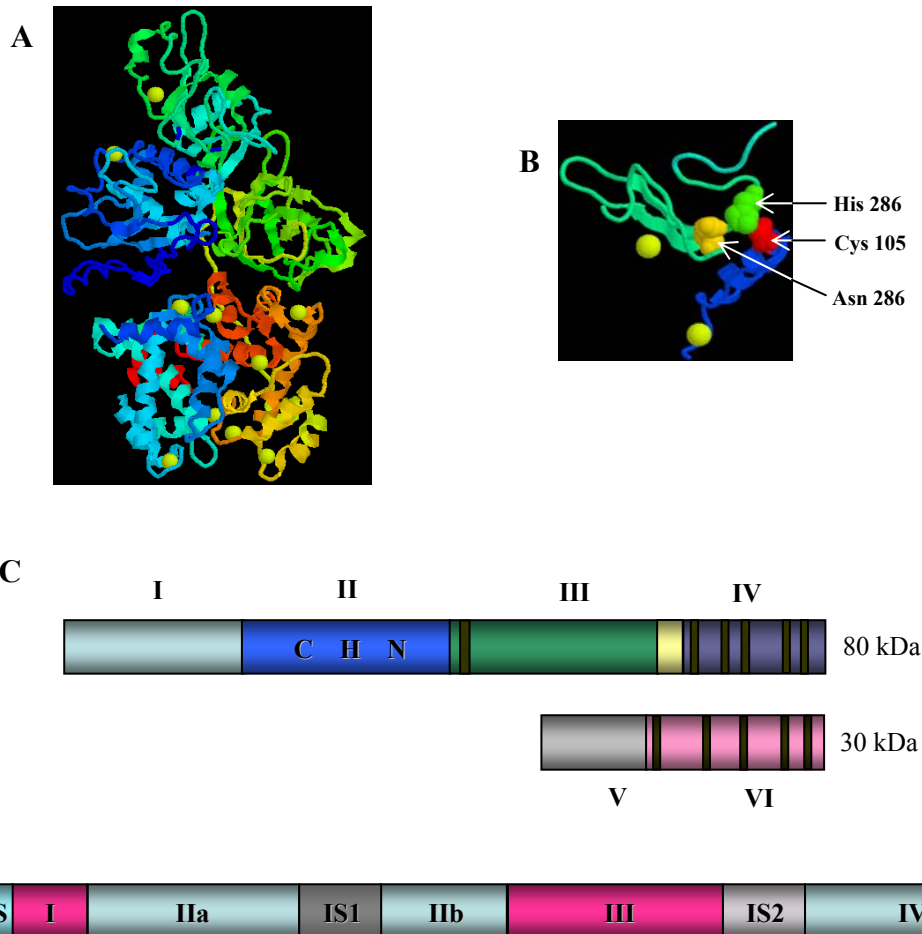 A
B
His 286
Cys 105
Asn 286
C
I II III IV
C H N
80 kDa
30 kDa
V VI
S I IIa IS1 IIb III IS2 IV